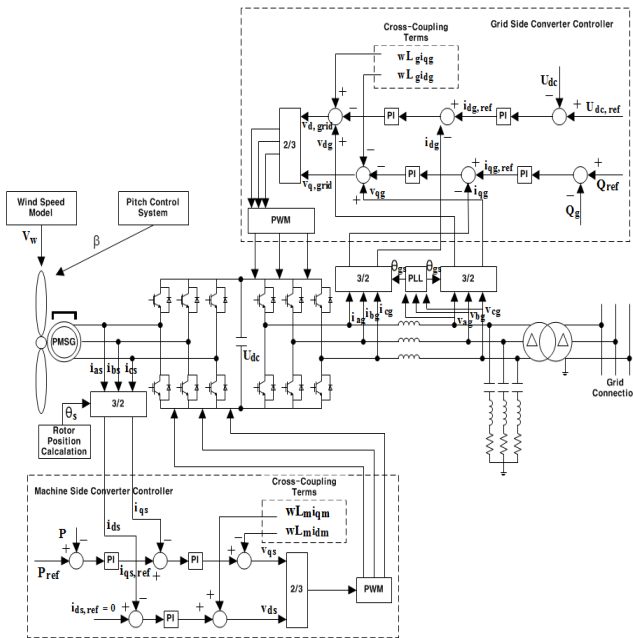 Grid Side Converter Controller
Cross-Coupling
Terms
wLgiqg
wLgidg
Udc
Udc, ref
idg, ref
PI
PI
vd, grid
vdg
idg
2/3
vq, grid
vqg
PI
iqg
iqg, ref
PI
Qref
Qg
PWM
Wind Speed
Model
Pitch Control
System
Vw
β
3/2
θgs
PLL
θgs
3/2
iag
ibg
icg
vag
vbg
vcg
PMSG
Udc
ias
ibs
ics
θs
3/2
Rotor
Position
Calcalation
Grid
Connectio
Machine Side Converter Controller
Cross-Coupling
Terms
wLmiqm
wLmidm
iqs
ids
P
Pref
PI
iqs, ref
PI
vqs
2/3
PWM
ids, ref = 0
PI
vds